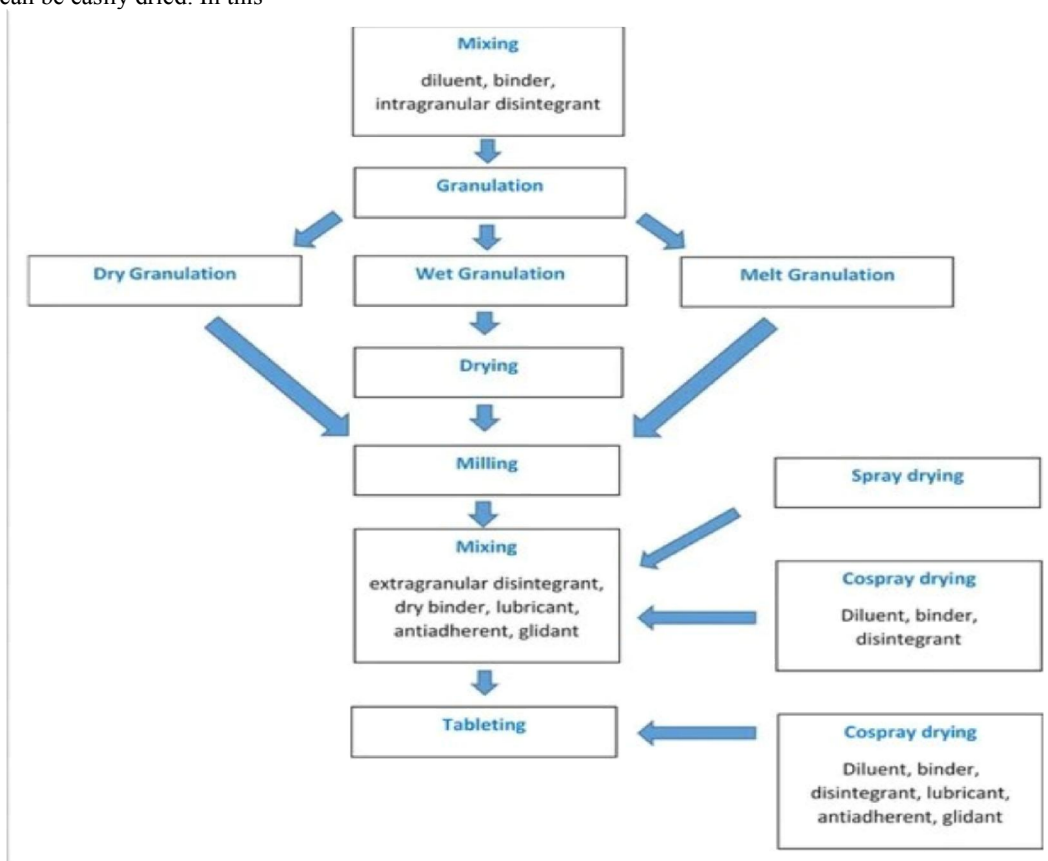 can be easily dried. In this
Mixing
diluent, binder,
intragranular disintegrant
Granulation
Dry Granulation
Wet Granulation
Melt Granulation
Drying
Milling
Spray drying
Mixing
extragranular disintegrant,
dry binder, lubricant,
antiadherent, glidant
Cospray drying
Diluent, binder,
disintegrant
Tableting
Cospray drying
Diluent, binder,
disintegrant, lubricant,
antiadherent, glidant